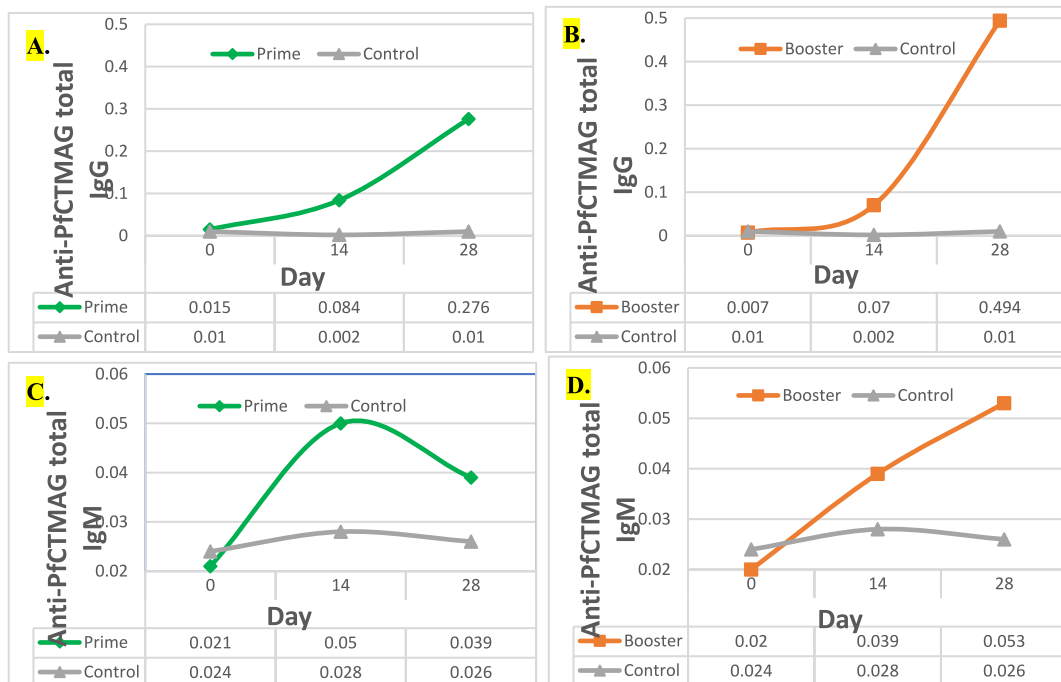 A.
0.5
0.4
0.3
0.2
0.1
0
Anti-PfCTMAG total
IgG
Prime Control
0 14 28
Day
Prime 0.015 0.084 0.276
Control 0.01 0.002 0.01
B.
0.5
0.4
0.3
0.2
0.1
0
Anti-PfCTMAG total
IgG
Booster Control
0 14 28
Day
Booster 0.007 0.07 0.494
Control 0.01 0.002 0.01
C.
0.06
0.05
0.04
0.03
0.02
Anti-PfCTMAG total
IgM
Prime Control
0 14 28
Day
Prime 0.021 0.05 0.039
Control 0.024 0.028 0.026
D.
0.06
0.05
0.04
0.03
0.02
Anti-PfCTMAG total
IgM
Booster Control
0 14 28
Day
Booster 0.02 0.039 0.053
Control 0.024 0.028 0.026